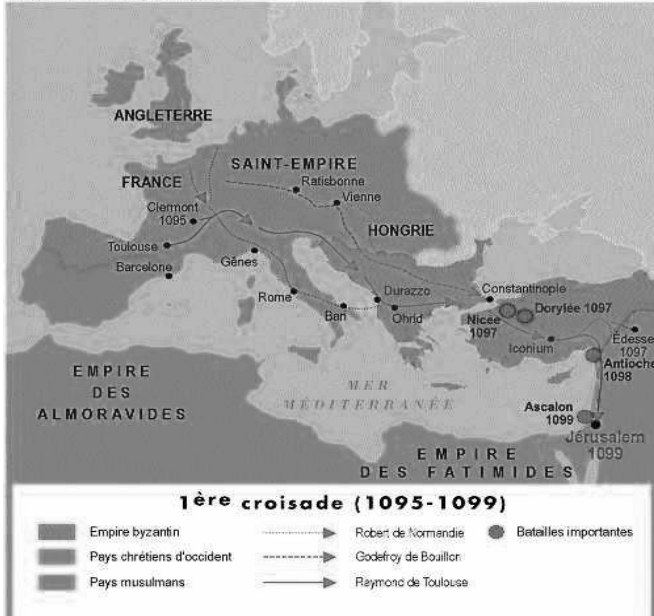 ANGLETERRE
SAINT-EMPIRE
FRANCE
Ratisbonne
Vienne
Clermont
1095
HONGRIE
Toulouse
Gênes
Barcelone
Rome
Bari
Durazzo
Ohrid
Constantinople
Nicée
1097
Dorylée 1097
Iconium
Édesse
1097
Antioche
1098
EMPIRE
DES
ALMORAVIDES
MER
MÉDITERRANÉE
Ascalon
1099
Jérusalem
1099
EMPIRE
DES FATIMIDES
1ère croisade (1095-1099)
Empire byzantin
Robert de Normandie
Batailles importantes
Pays chrétiens d'occident
Godefroy de Bouillon
Pays musulmans
Raymond de Toulouse